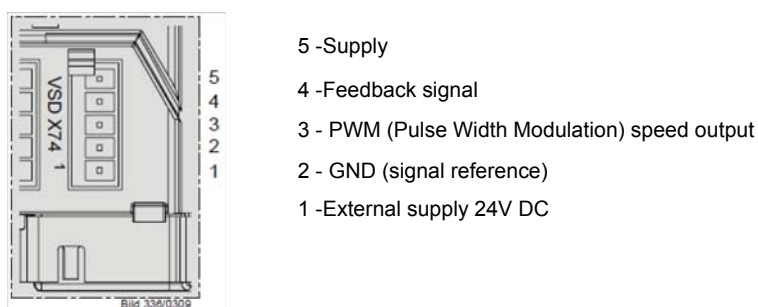 VSD X74 1
5
4
3
2
1
Bild 336/0309
5 -Supply
4 -Feedback signal
3 - PWM (Pulse Width Modulation) speed output
2 - GND (signal reference)
1 -External supply 24V DC